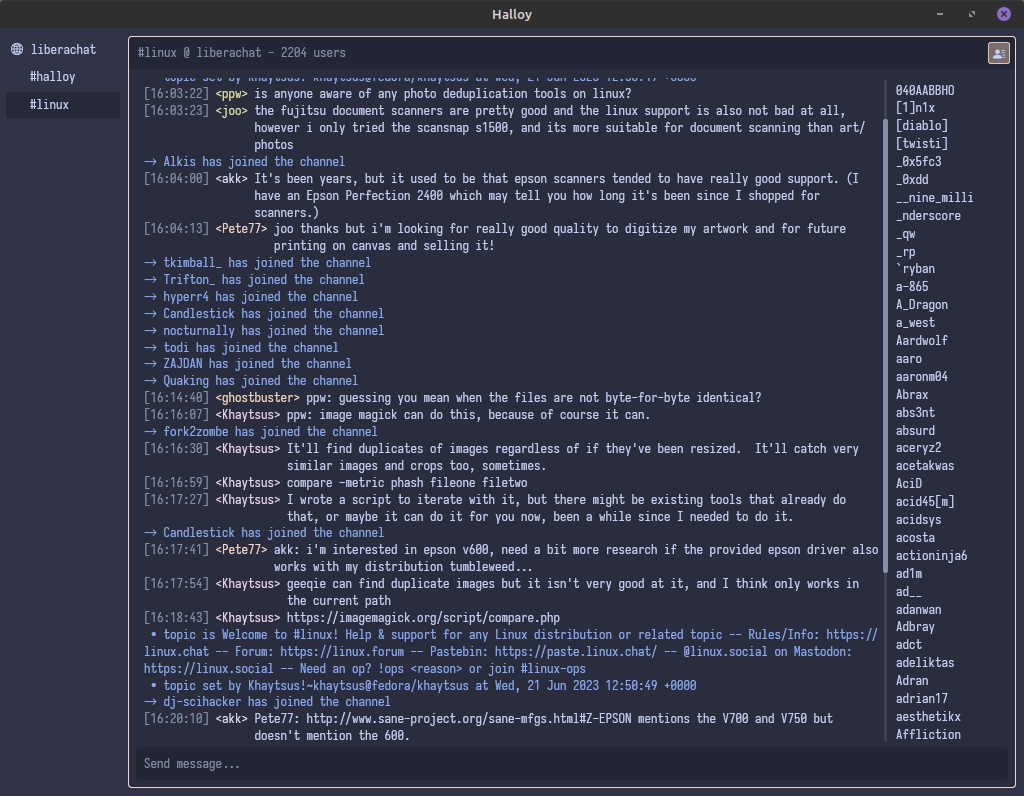 Halloy
liberachat
#halloy
#linux
#linux @ liberachat - 2204 users
topic set by khaytsus!~khaytsus@fedora/khaytsus at Wed, 21 Jun 2023 12:50:49 +0000
[16:03:22] <ppw> is anyone aware of any photo deduplication tools on linux?
[16:03:23] <joo> the fujitsu document scanners are pretty good and the linux support is also not bad at all,
however i only tried the scansnap s1500, and its more suitable for document scanning than art/
photos
→ Alkis has joined the channel
[16:04:00] <akk> It's been years, but it used to be that epson scanners tended to have really good support. (I
have an Epson Perfection 2400 which may tell you how long it's been since I shopped for
scanners.)
[16:04:13] <Pete77> joo thanks but i'm looking for really good quality to digitize my artwork and for future
printing on canvas and selling it!
→ tkimball_ has joined the channel
→ Trifton_ has joined the channel
→ hyperr4 has joined the channel
→ Candlestick has joined the channel
→ nocturnally has joined the channel
→ todi has joined the channel
→ ZAJDAN has joined the channel
→ Quaking has joined the channel
[16:14:40] <ghostbuster> ppw: guessing you mean when the files are not byte-for-byte identical?
[16:16:07] <Khaytsus> ppw: image magick can do this, because of course it can.
→ fork2zombe has joined the channel
[16:16:30] <Khaytsus> It'll find duplicates of images regardless of if they've been resized.  It'll catch very
similar images and crops too, sometimes.
[16:16:59] <Khaytsus> compare -metric phash fileone filetwo
[16:17:27] <Khaytsus> I wrote a script to iterate with it, but there might be existing tools that already do
that, or maybe it can do it for you now, been a while since I needed to do it.
→ Candlestick has joined the channel
[16:17:41] <Pete77> akk: i'm interested in epson v600, need a bit more research if the provided epson driver also
works with my distribution tumbleweed...
[16:17:54] <Khaytsus> geeqie can find duplicate images but it isn't very good at it, and I think only works in
the current path
[16:18:43] <Khaytsus> https://imagemagick.org/script/compare.php
• topic is Welcome to #linux! Help & support for any Linux distribution or related topic -- Rules/Info: https://
linux.chat -- Forum: https://linux.forum -- Pastebin: https://paste.linux.chat/ -- @linux.social on Mastodon:
https://linux.social -- Need an op? !ops <reason> or join #linux-ops
• topic set by Khaytsus!~khaytsus@fedora/khaytsus at Wed, 21 Jun 2023 12:50:49 +0000
→ dj-scihacker has joined the channel
[16:20:10] <akk> Pete77: http://www.sane-project.org/sane-mfgs.html#Z-EPSON mentions the V700 and V750 but
doesn't mention the 600.
Send message...
040AABBHO
[1]n1x
[diablo]
[twisti]
_0x5fc3
_0xdd
__nine_milli
_nderscore
_qw
_rp
`ryban
a-865
A_Dragon
a_west
Aardwolf
aaro
aaronm04
Abrax
abs3nt
absurd
aceryz2
acetakwas
AciD
acid45[m]
acidsys
acosta
actioninja6
ad1m
ad__
adanwan
Adbray
adct
adeliktas
Adran
adrian17
aesthetikx
Affliction